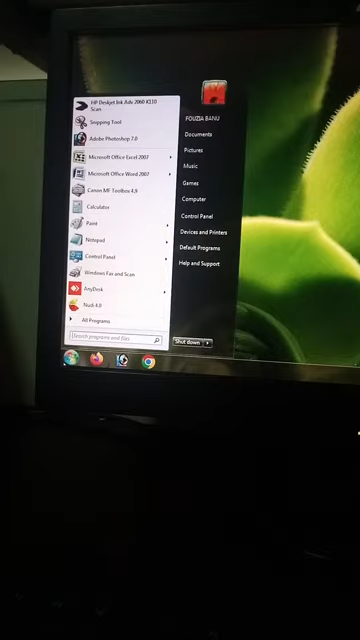 HP Deskjet Ink Adv 2060 K110
Scan
Snipping Tool
Adobe Photoshop 7.0
Microsoft Office Excel 2007
Microsoft Office Word 2007
Canon MF Toolbox 4.9
Calculator
Paint
Notepad
Control Panel
Windows Fax and Scan
AnyDesk
Nudi 4.0
All Programs
Search programs and files
FOUZIA BANU
Documents
Pictures
Music
Games
Computer
Control Panel
Devices and Printers
Default Programs
Help and Support
Shut down